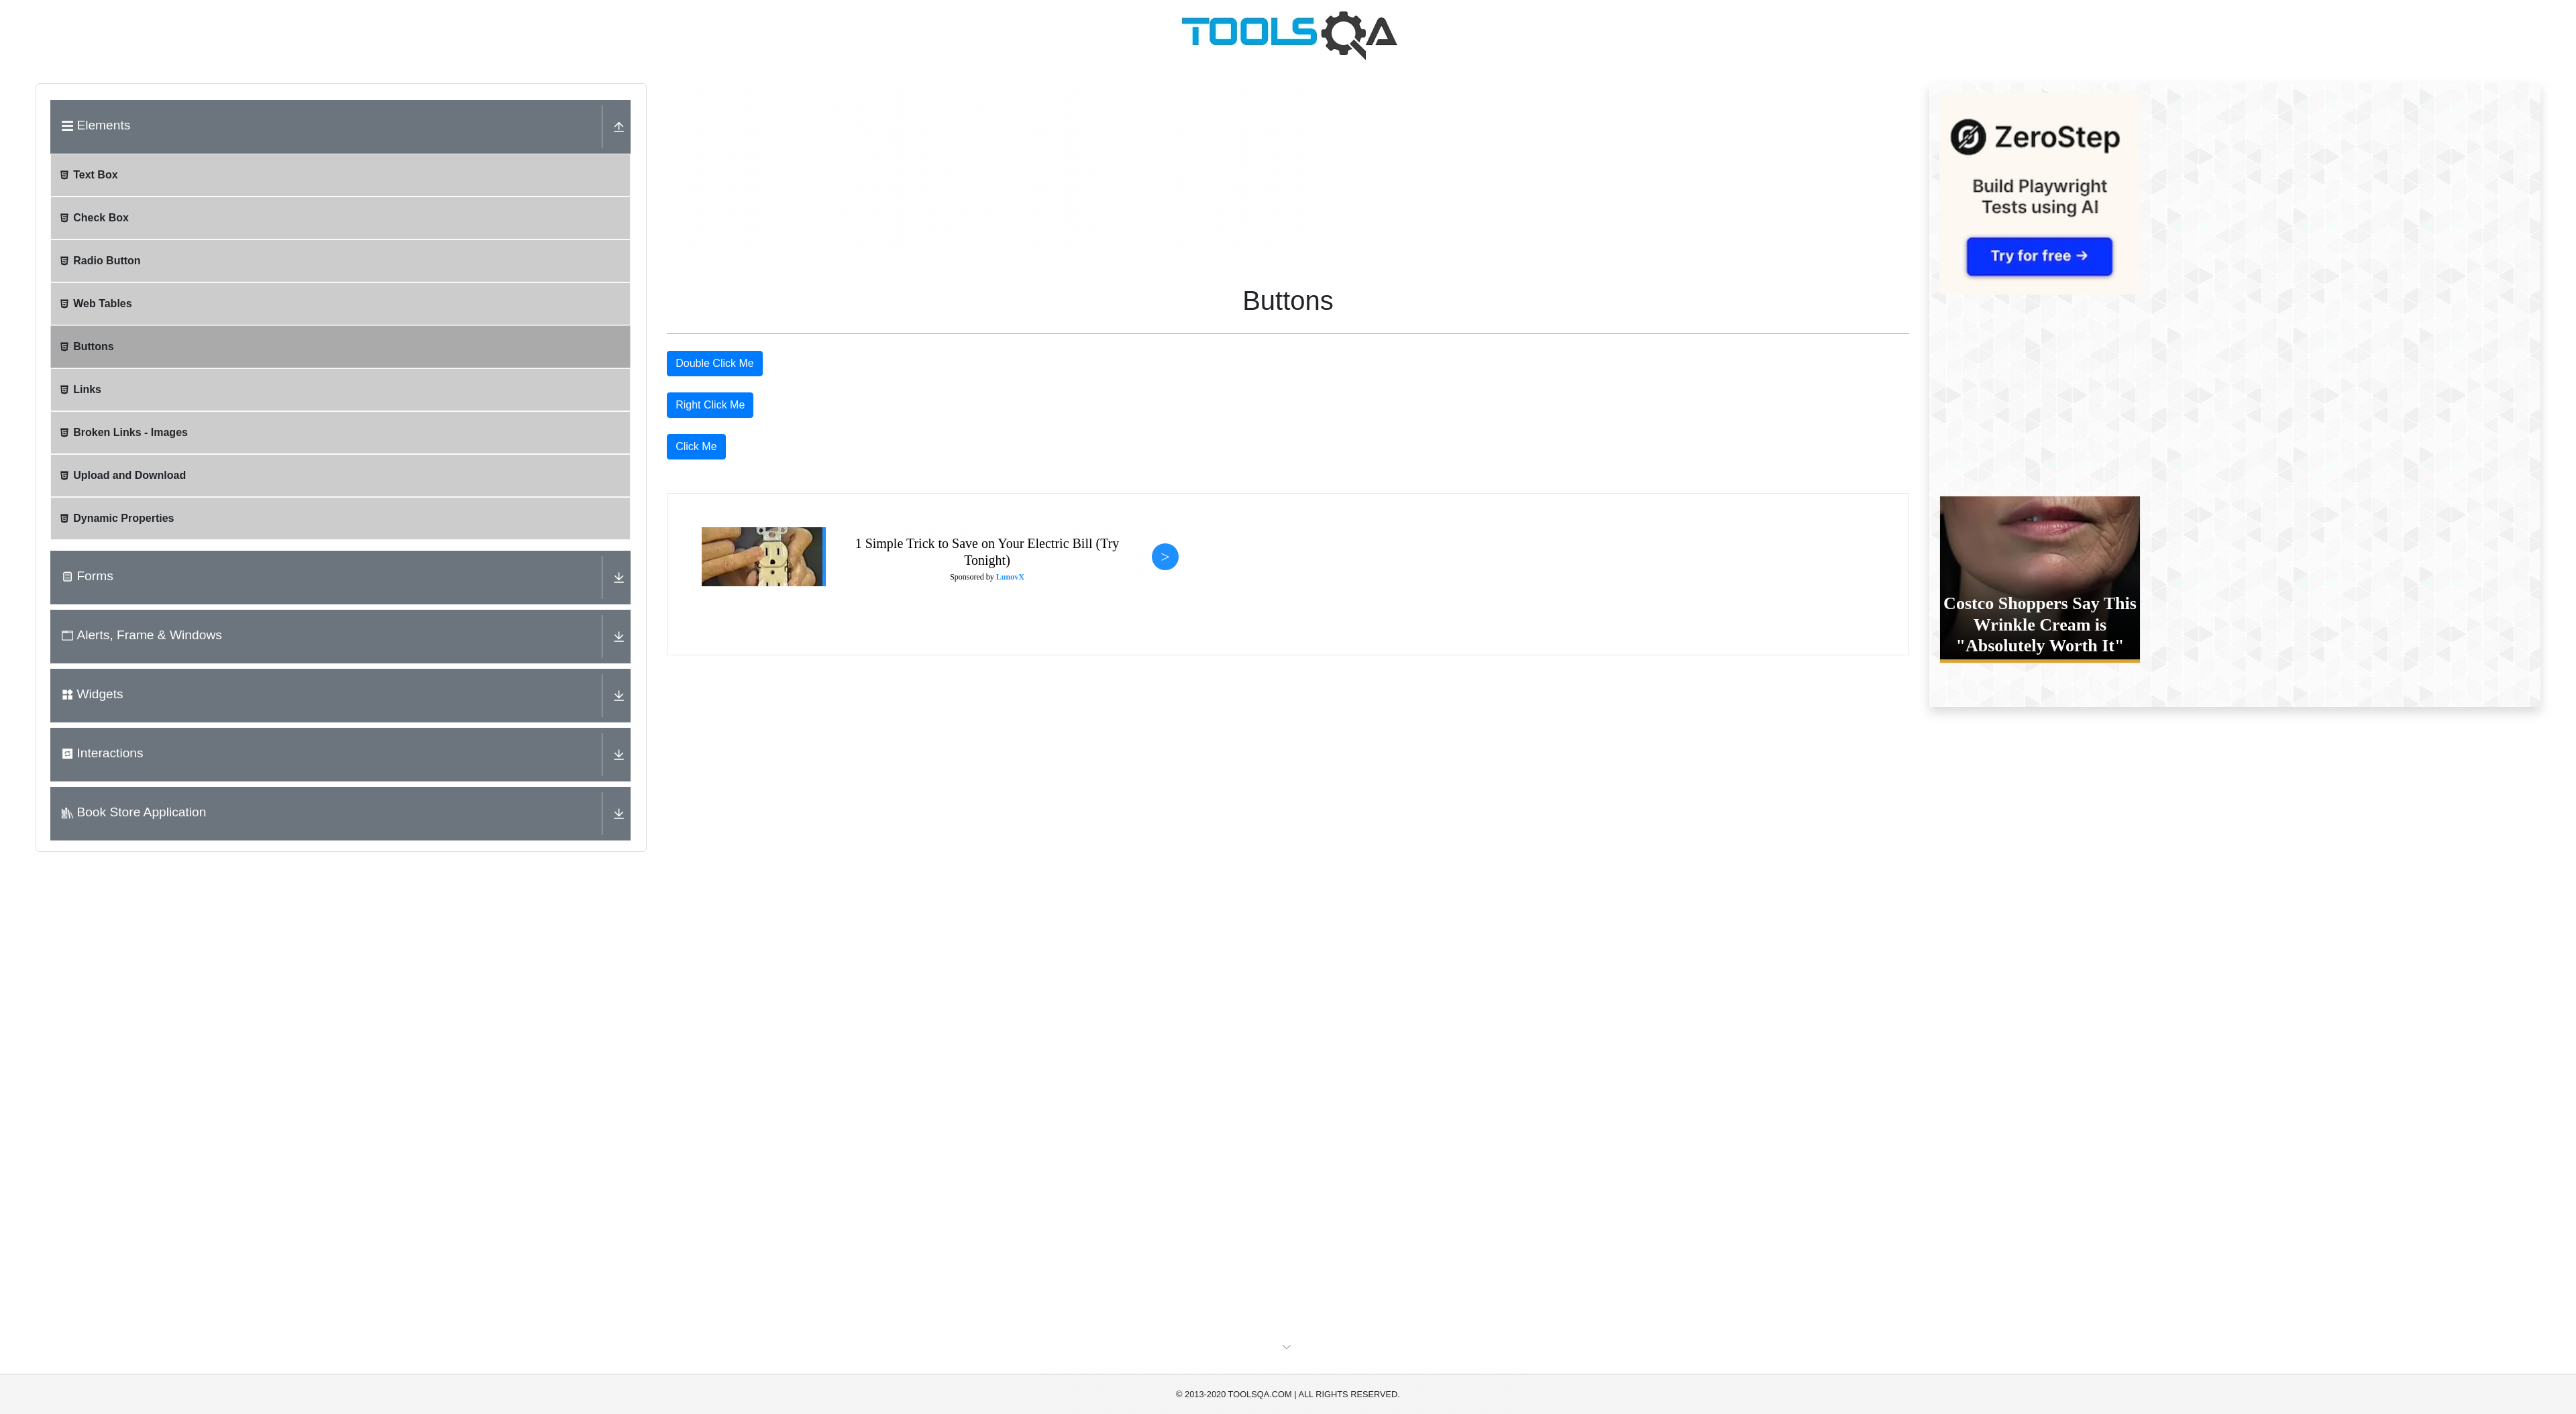 TOOLSQA
Elements
Text Box
Check Box
Radio Button
Web Tables
Buttons
Links
Broken Links - Images
Upload and Download
Dynamic Properties
Forms
Alerts, Frame & Windows
Widgets
Interactions
Book Store Application
Buttons
Double Click Me
Right Click Me
Click Me
1 Simple Trick to Save on Your Electric Bill (Try
Tonight)
Sponsored by LunovX
>
ZeroStep
Build Playwright
Tests using AI
Try for free →
Costco Shoppers Say This
Wrinkle Cream is
"Absolutely Worth It"
© 2013-2020 TOOLSQA.COM | ALL RIGHTS RESERVED.